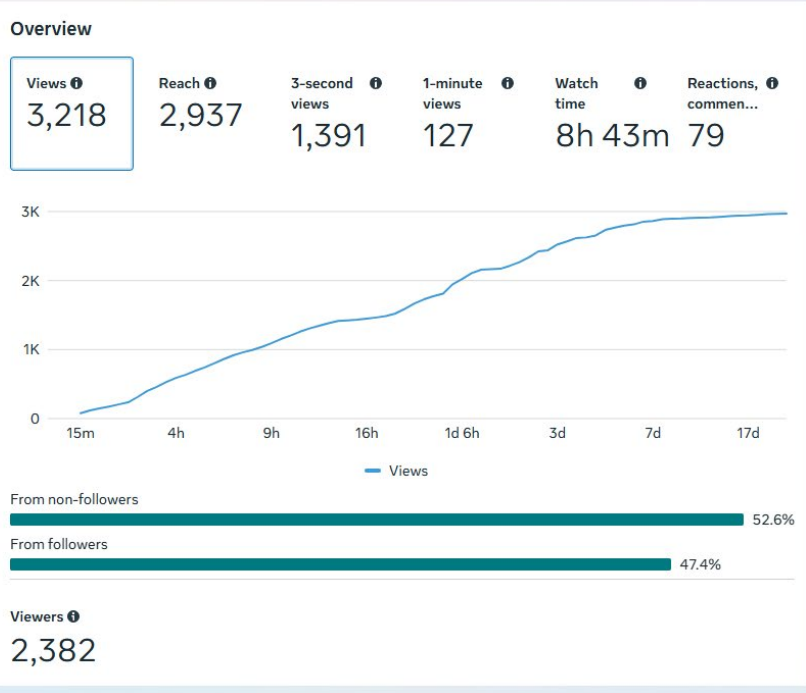 Overview
Views
3,218
Reach
2,937
3-second
views
1,391
1-minute
views
127
Watch
time
8h 43m
Reactions,
commen...
79
3K
2K
1K
0
15m 4h 9h 16h 1d 6h 3d 7d 17d
Views
From non-followers
52.6%
From followers
47.4%
Viewers
2,382